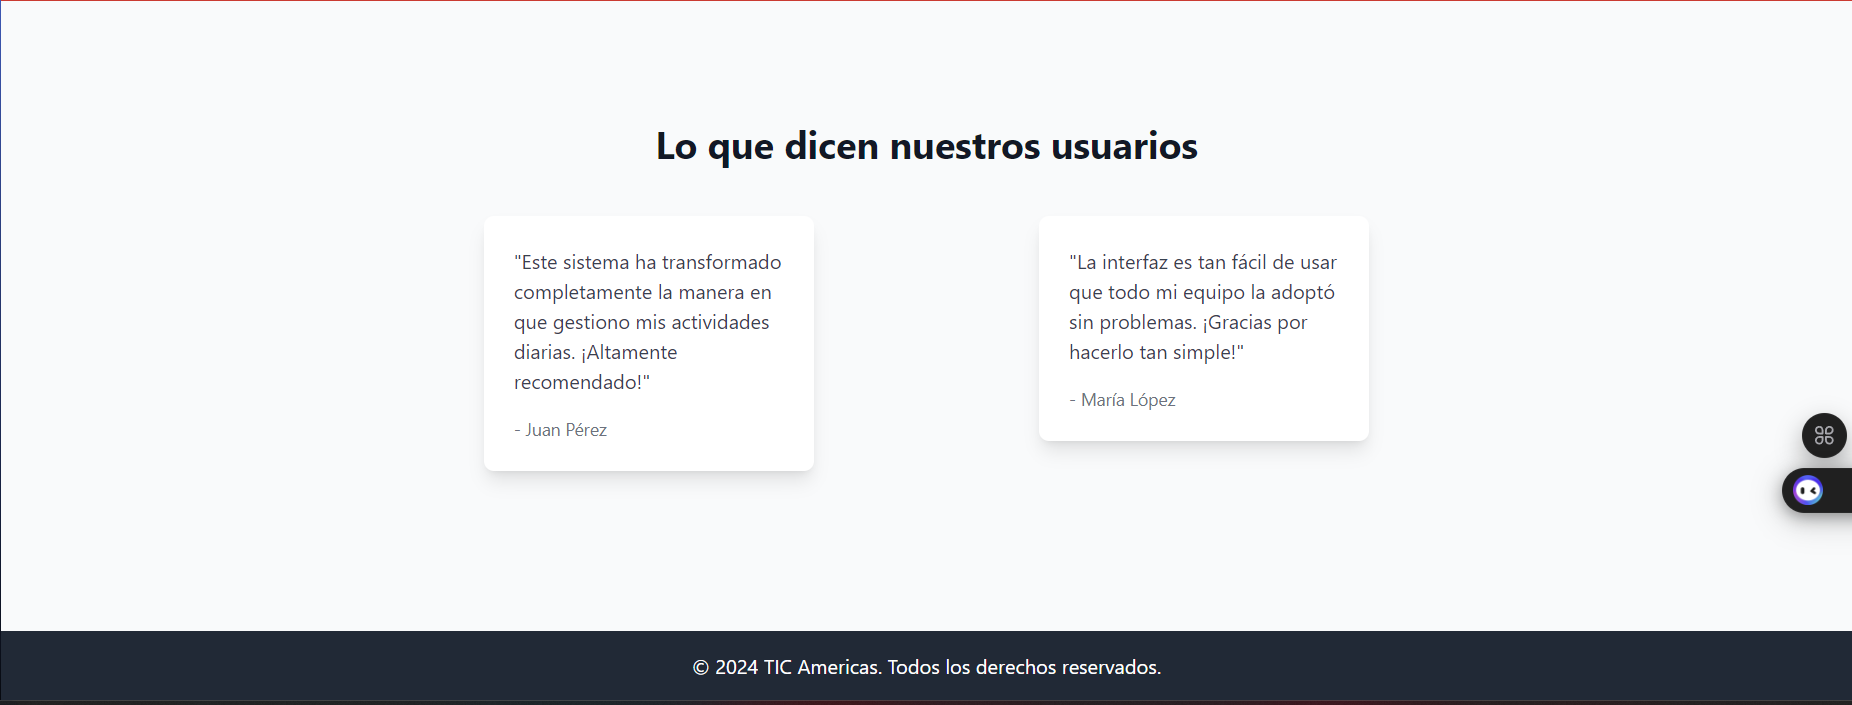 Lo que dicen nuestros usuarios
"Este sistema ha transformado
completamente la manera en
que gestiono mis actividades
diarias. ¡Altamente
recomendado!"
- Juan Pérez
"La interfaz es tan fácil de usar
que todo mi equipo la adoptó
sin problemas. ¡Gracias por
hacerlo tan simple!"
- María López
© 2024 TIC Americas. Todos los derechos reservados.